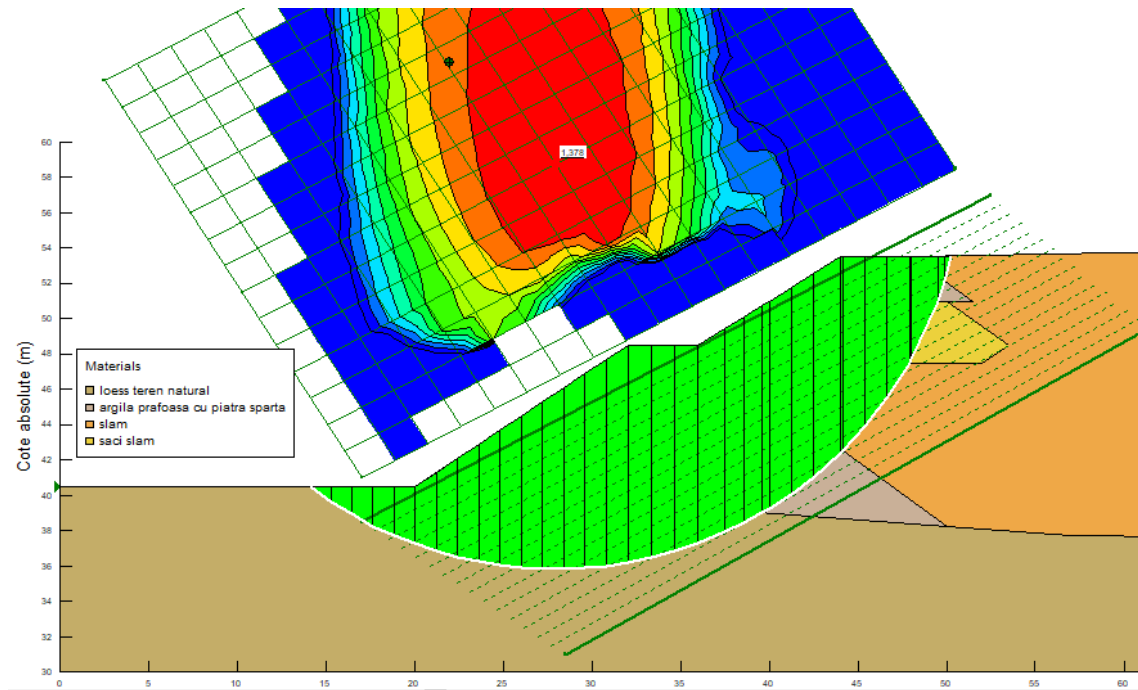 1,378
60
58
56
54
52
50
48
46
44
42
40
38
36
34
32
30
Cote absolute (m)
Materials
loess teren natural
argila prafoasa cu piatra sparta
slam
saci slam
0 5 10 15 20 25 30 35 40 45 50 55 60